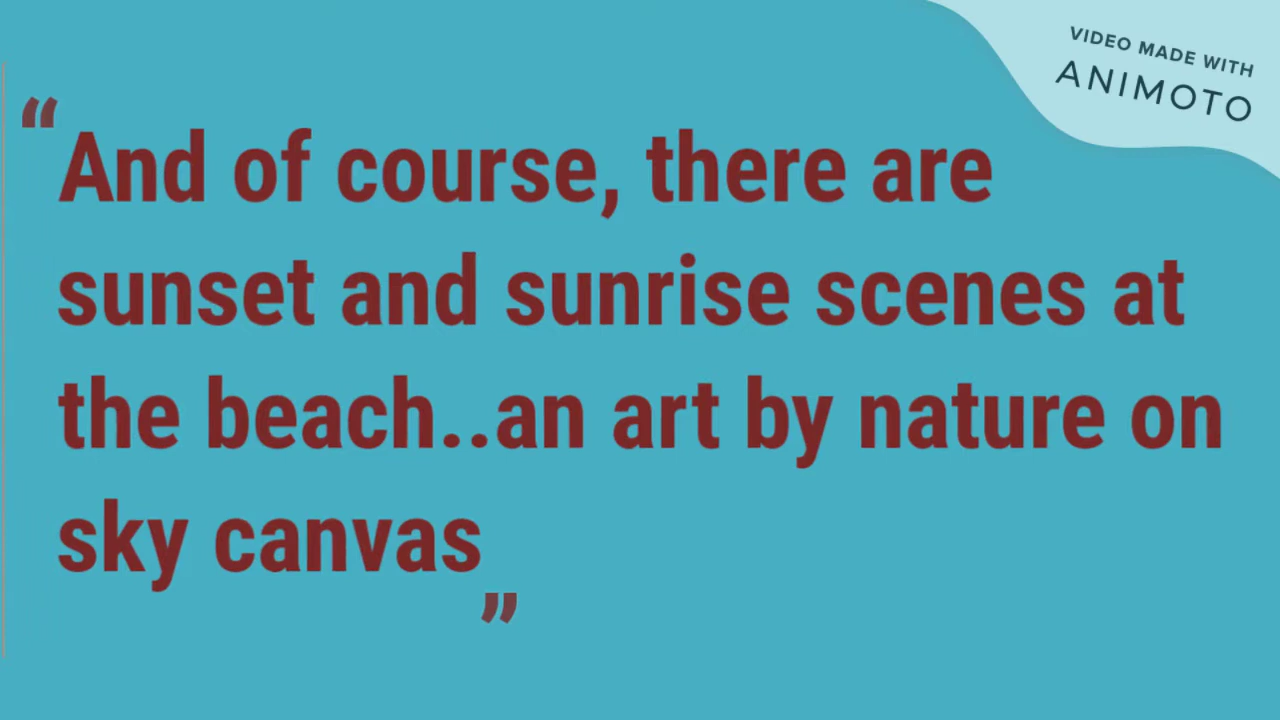 VIDEO MADE WITH
ANIMOTO
“And of course, there are
sunset and sunrise scenes at
the beach..an art by nature on
sky canvas”